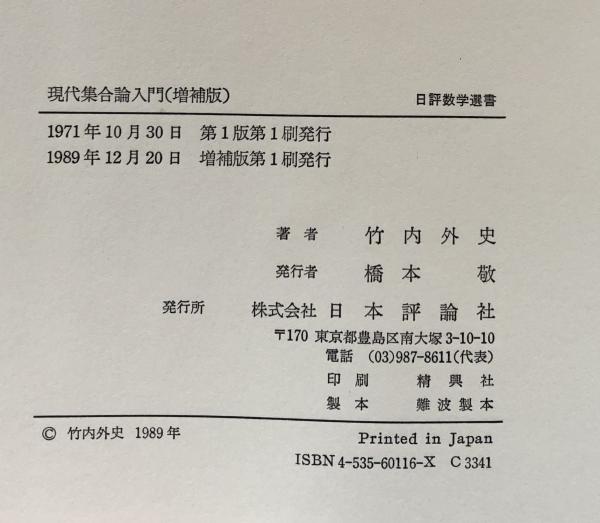 現代集合論入門(増補版) 日評数学選書
1971年10月30日 第1版第1刷発行
1989年12月20日 増補版第1刷発行
著者 竹内外史
発行者 橋本 敬
発行所 株式会社 日本評論社
〒170 東京都豊島区南大塚3-10-10
電話 (03)987-8611(代表)
印刷 精興社
製本 難波製本
© 竹内外史 1989年 Printed in Japan
ISBN4-535-60116-X C3341